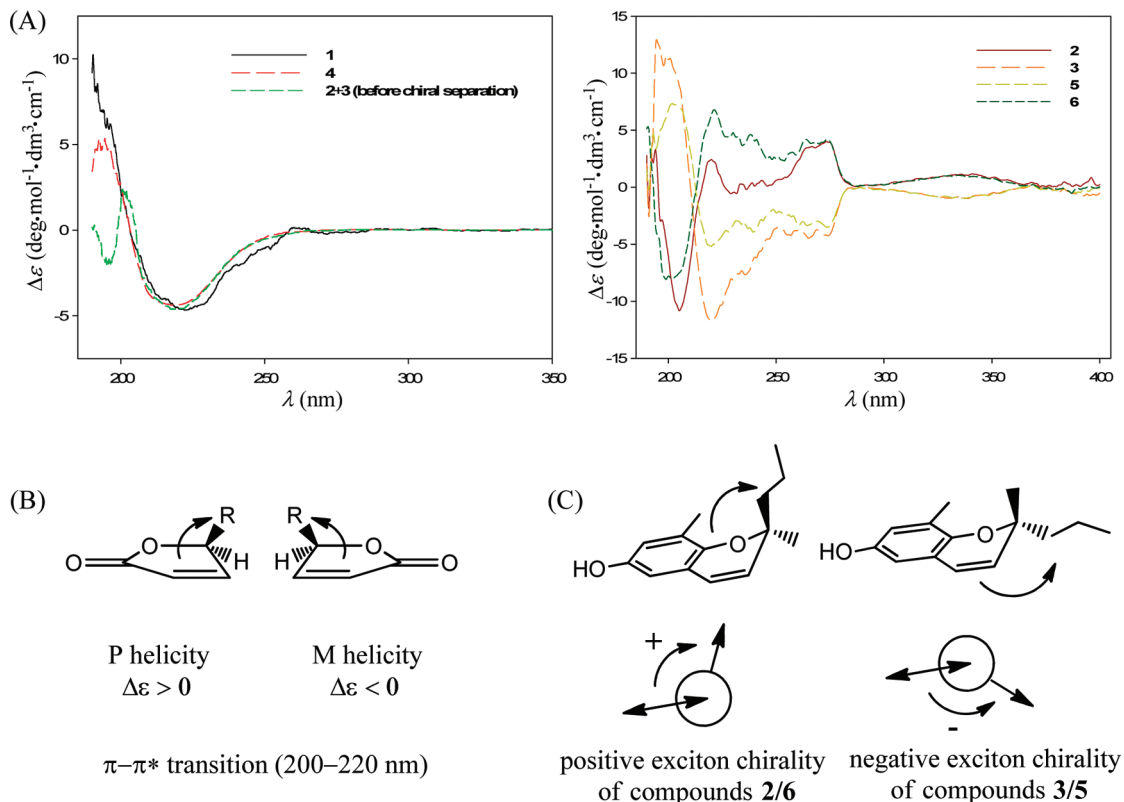 (A)
10
5
0
-5
Δε (deg•mol⁻¹•dm³•cm⁻¹)
1
4
2+3 (before chiral separation)
200
250
300
350
λ (nm)
15
10
5
0
-5
-10
-15
Δε (deg•mol⁻¹•dm³•cm⁻¹)
2
3
5
6
200
250
300
350
400
λ (nm)
(B)
R
O
O
H
R
O
O
H
P helicity
Δε > 0
M helicity
Δε < 0
π–π* transition (200–220 nm)
(C)
O
HO
O
HO
+
-
positive exciton chirality
of compounds 2/6
negative exciton chirality
of compounds 3/5